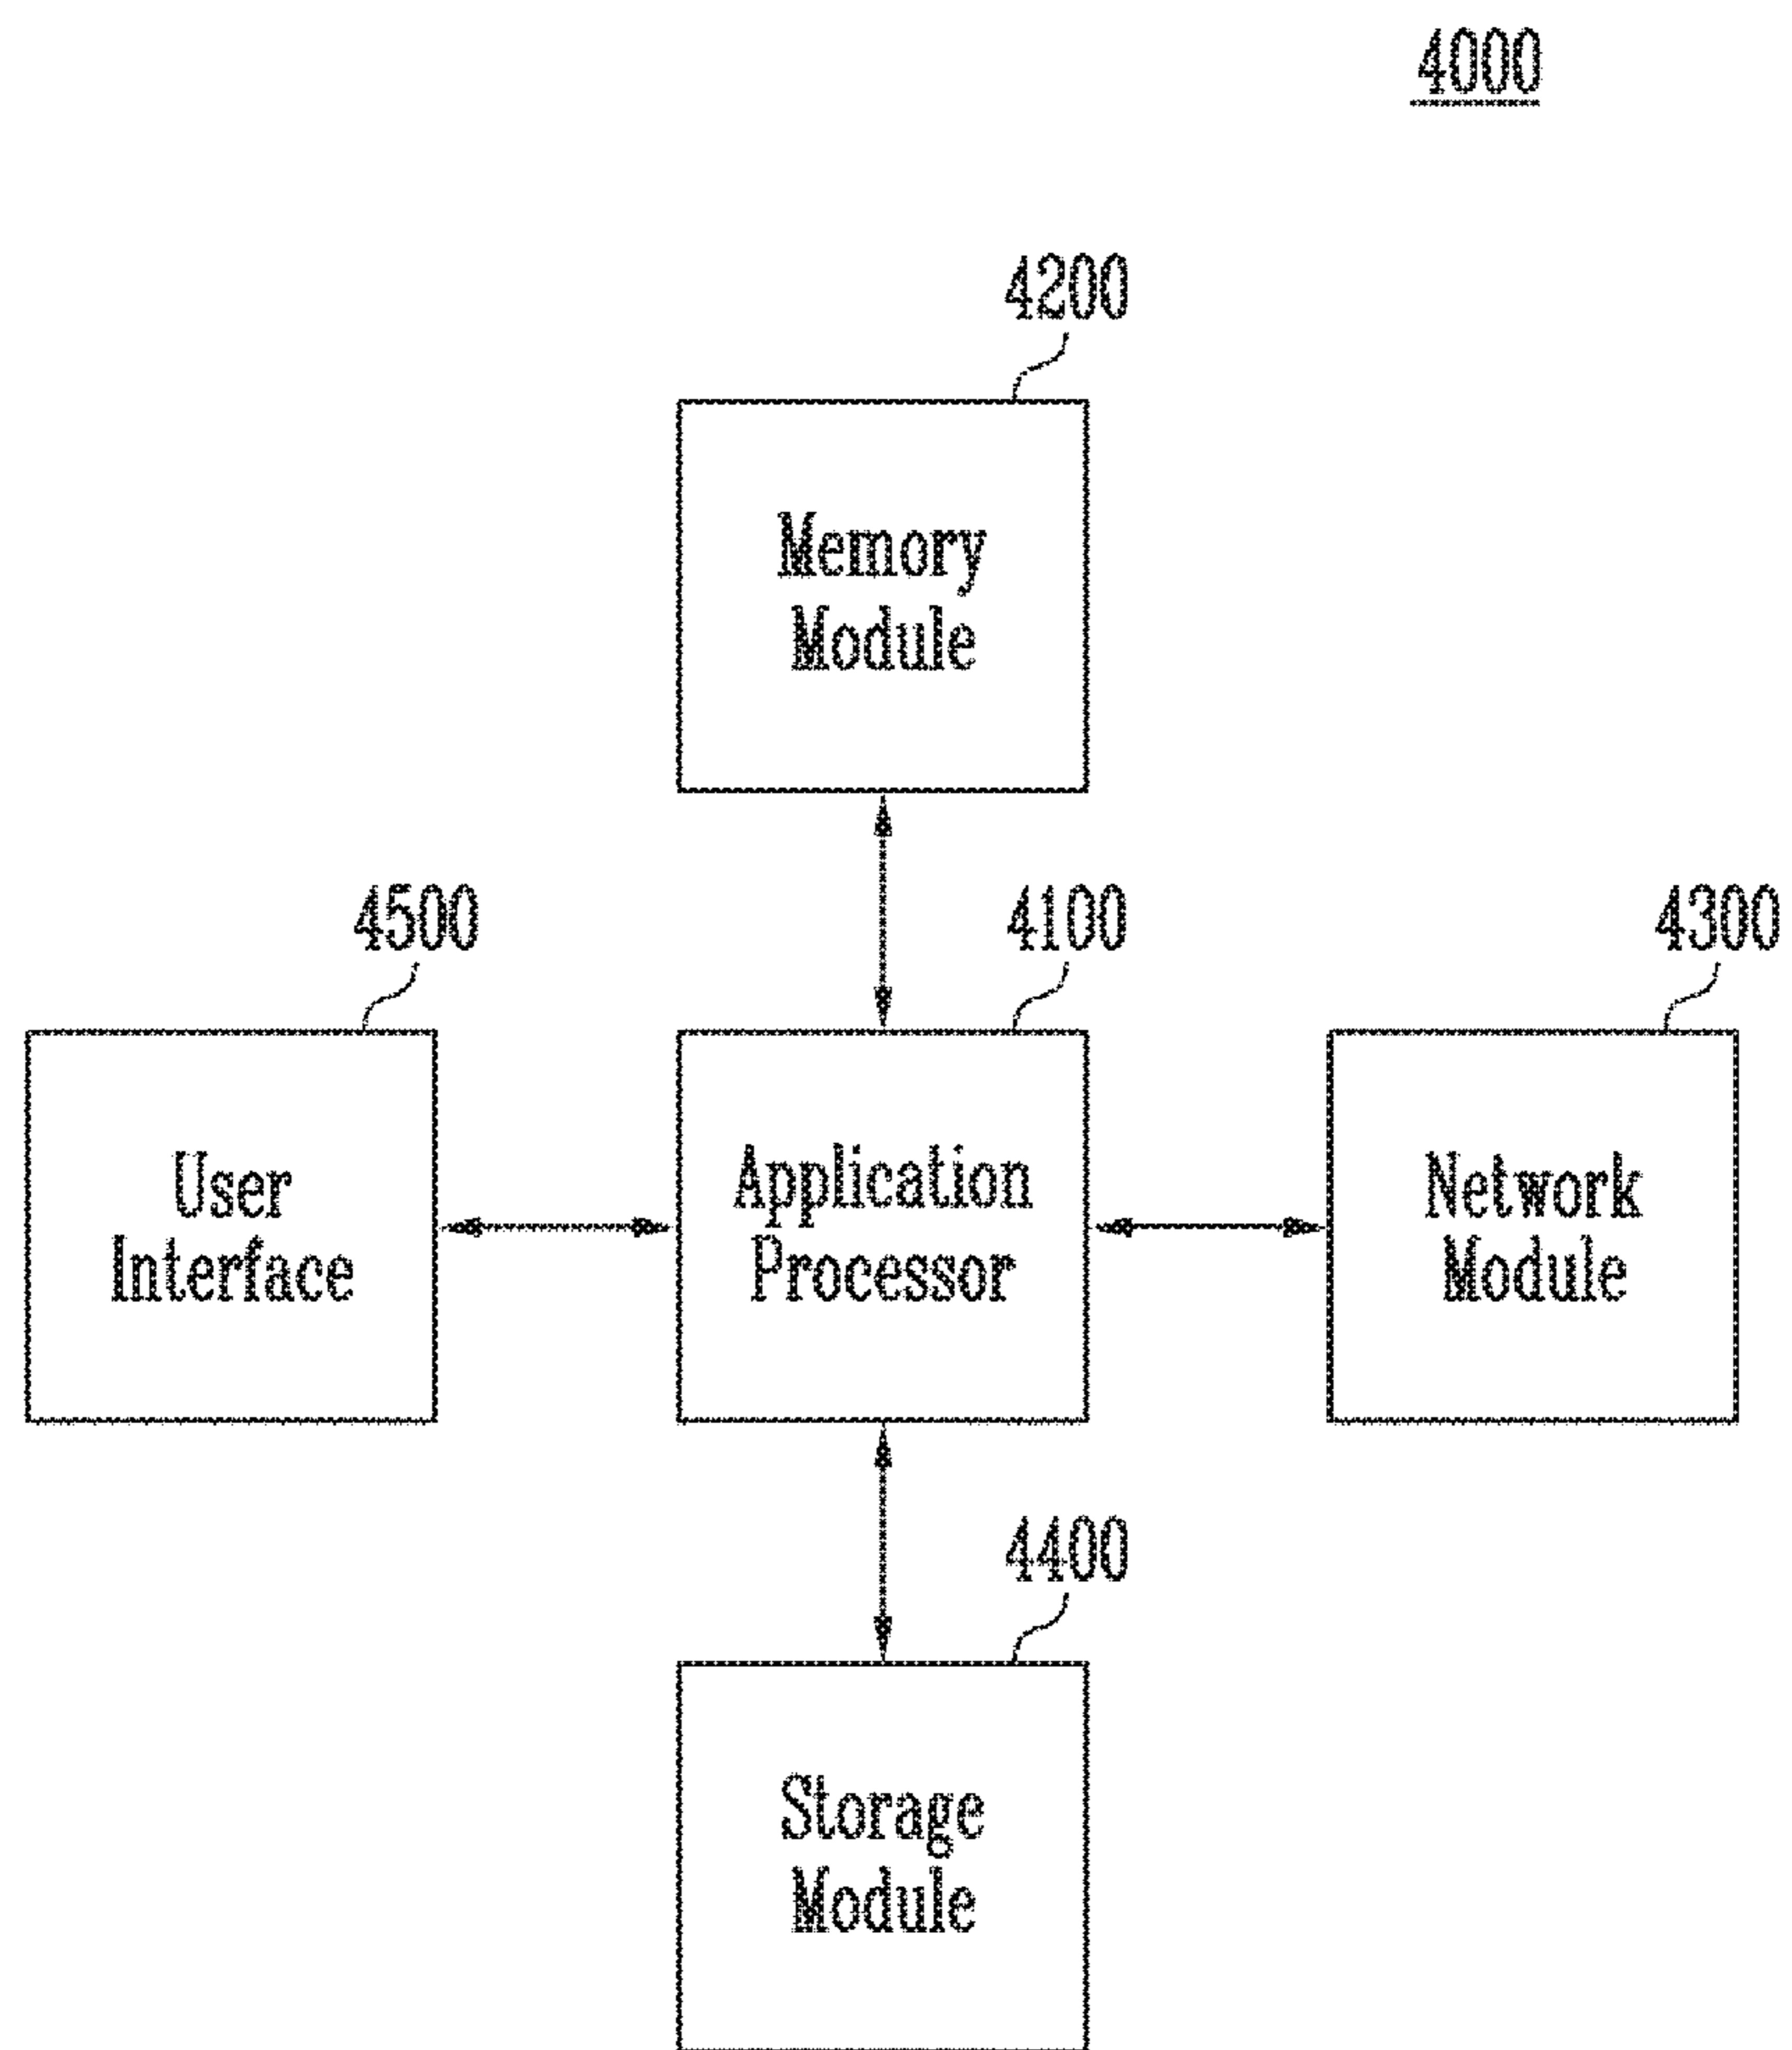 4000
4200
Memory
Module
4500
4100
4300
User
Interface
Application
Processor
Network
Module
4400
Storage
Module